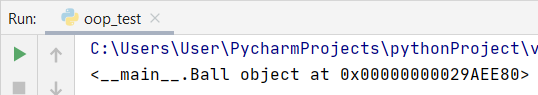 Run: oop_test
C:\Users\User\PycharmProjects\pythonProject\v
<__main__.Ball object at 0x00000000029AEE80>